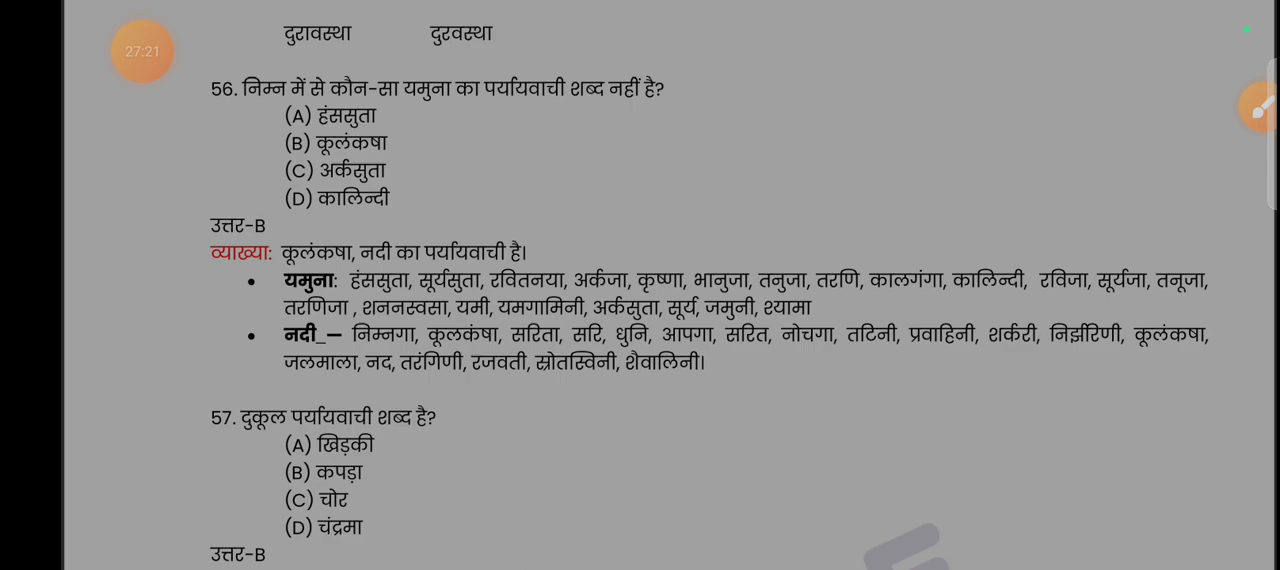 दुरावस्था दुरवस्था
27:21
56. निम्न में से कौन-सा यमुना का पर्यायवाची शब्द नहीं है?
(A) हंससुता
(B) कूलंकषा
(C) अर्कसुता
(D) कालिन्दी
उत्तर-B
व्याख्या: कूलंकषा, नदी का पर्यायवाची है।
• यमुना: हंससुता, सूर्यसुता, रवितनया, अर्कजा, कृष्णा, भानुजा, तनुजा, तरणि, कालगंगा, कालिन्दी, रविजा, सूर्यजा, तनूजा,
तरणिजा , शननस्वसा, यमी, यमगामिनी, अर्कसुता, सूर्य, जमुनी, श्यामा
• नदी_— निम्नगा, कूलकंषा, सरिता, सरि, धुनि, आपगा, सरित, नोचगा, तटिनी, प्रवाहिनी, शर्करी, निर्झरिणी, कूलंकषा,
जलमाला, नद, तरंगिणी, रजवती, स्रोतस्विनी, शैवालिनी।
57. दुकूल पर्यायवाची शब्द है?
(A) खिड़की
(B) कपड़ा
(C) चोर
(D) चंद्रमा
उत्तर-B